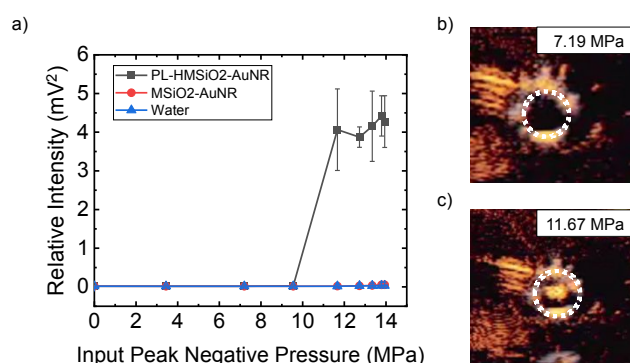 a)
Relative Intensity (mV²)
6
5
4
3
2
1
0
PL-HMSiO2-AuNR
MSiO2-AuNR
Water
0 2 4 6 8 10 12 14 16
Input Peak Negative Pressure (MPa)
b)
7.19 MPa
c)
11.67 MPa